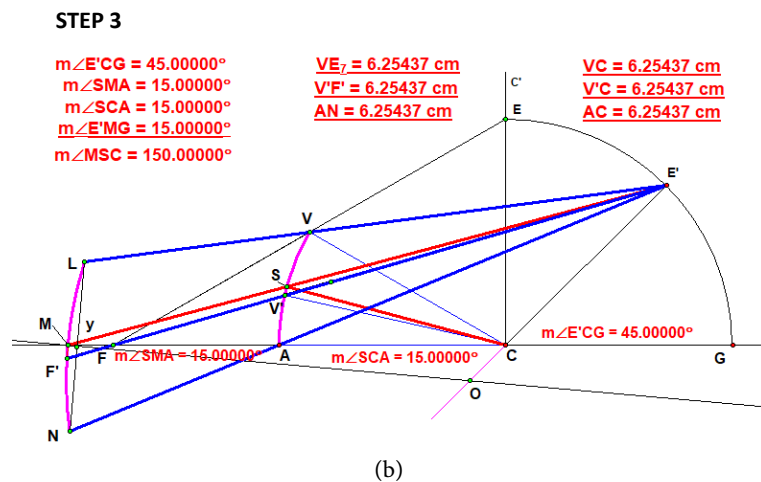 STEP 3
m∠E'CG = 45.00000°
m∠SMA = 15.00000°
m∠SCA = 15.00000°
m∠E'MG = 15.00000°
m∠MSC = 150.00000°
VE₇ = 6.25437 cm
V'F' = 6.25437 cm
AN = 6.25437 cm
VC = 6.25437 cm
V'C = 6.25437 cm
AC = 6.25437 cm
C'
E
E'
V
L
S
V'
M
y
F
m∠SMA = 15.00000°
A
m∠SCA = 15.00000°
C
m∠E'CG = 45.00000°
G
F'
O
N
(b)